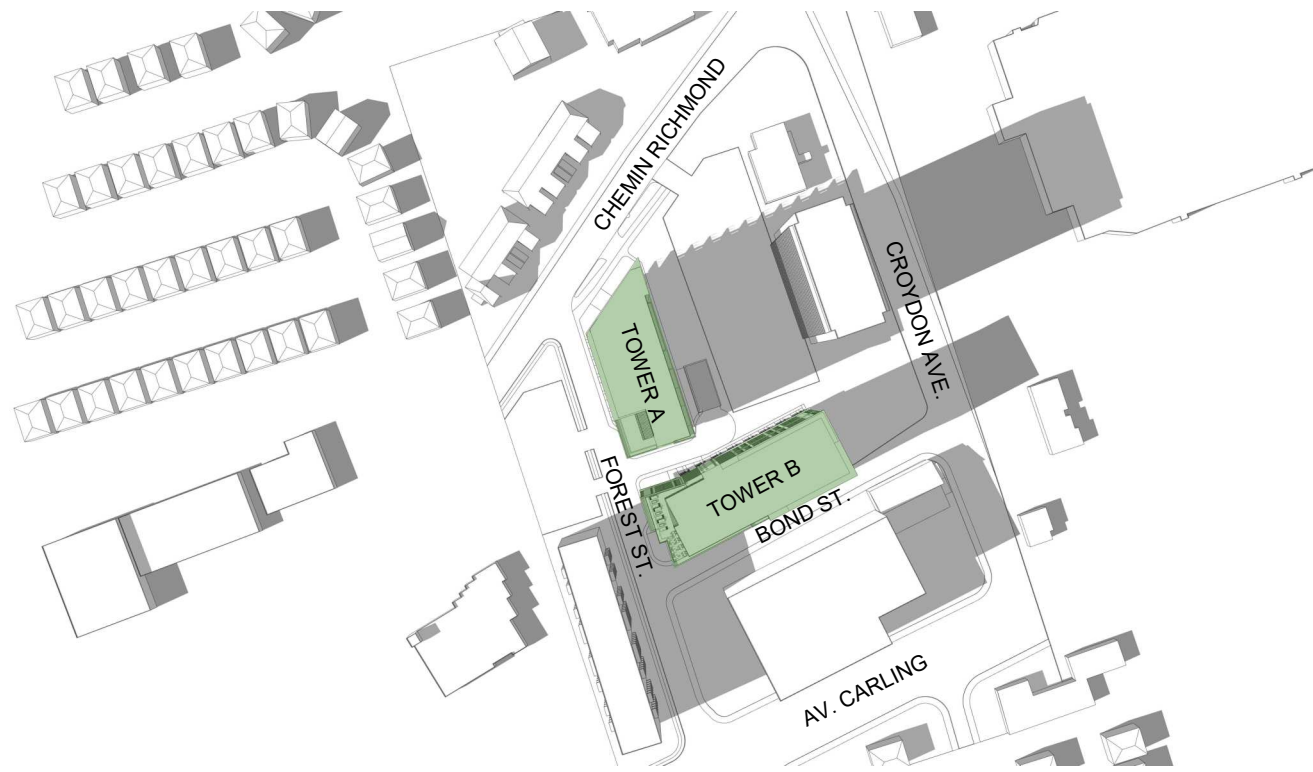 CHEMIN RICHMOND
CROYDON AVE.
TOWER A
TOWER B
FOREST ST.
BOND ST.
AV. CARLING